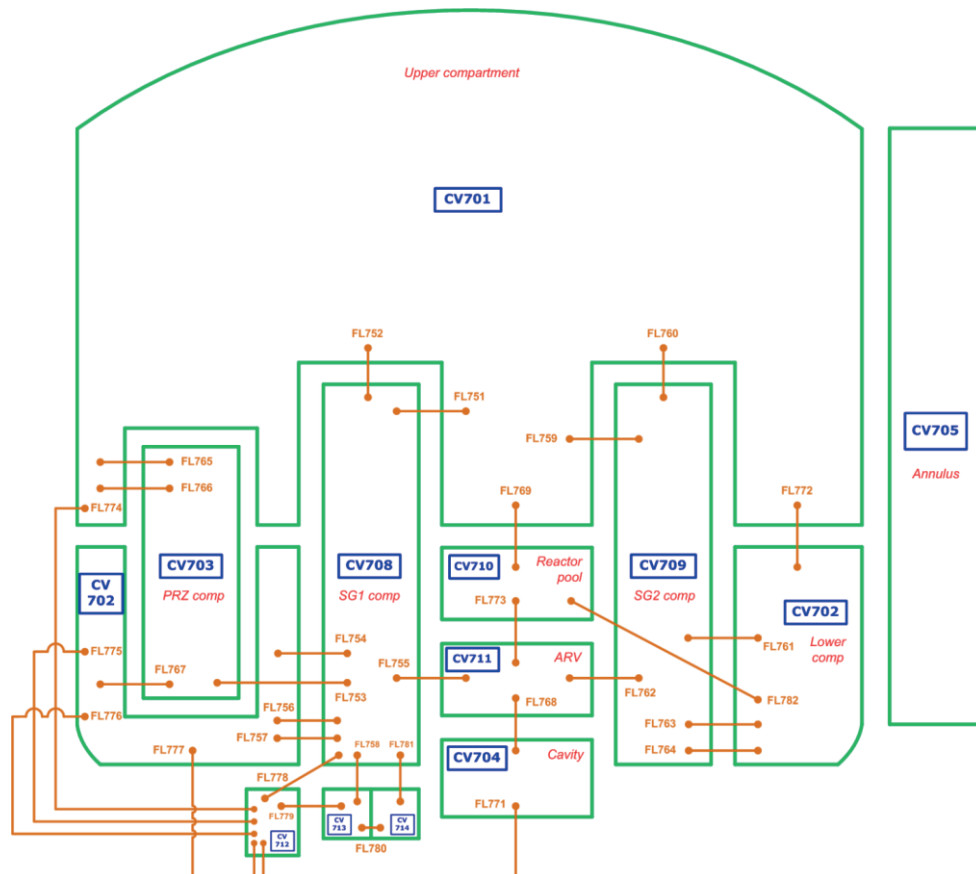 Upper compartment
CV701
FL752
FL760
FL751
CV705
FL759
Annulus
FL765
FL766
FL769
FL772
FL774
CV703
PRZ comp
CV708
SG1 comp
CV710
Reactor
pool
CV709
SG2 comp
CV
702
FL773
CV702
Lower
comp
FL754
FL761
FL775
FL755
CV711
ARV
FL767
FL753
FL762
FL768
FL782
FL776
FL756
FL763
FL757
FL764
FL777
FL758
FL781
CV704
Cavity
FL778
FL771
FL779
CV
713
CV
714
CV
712
FL780